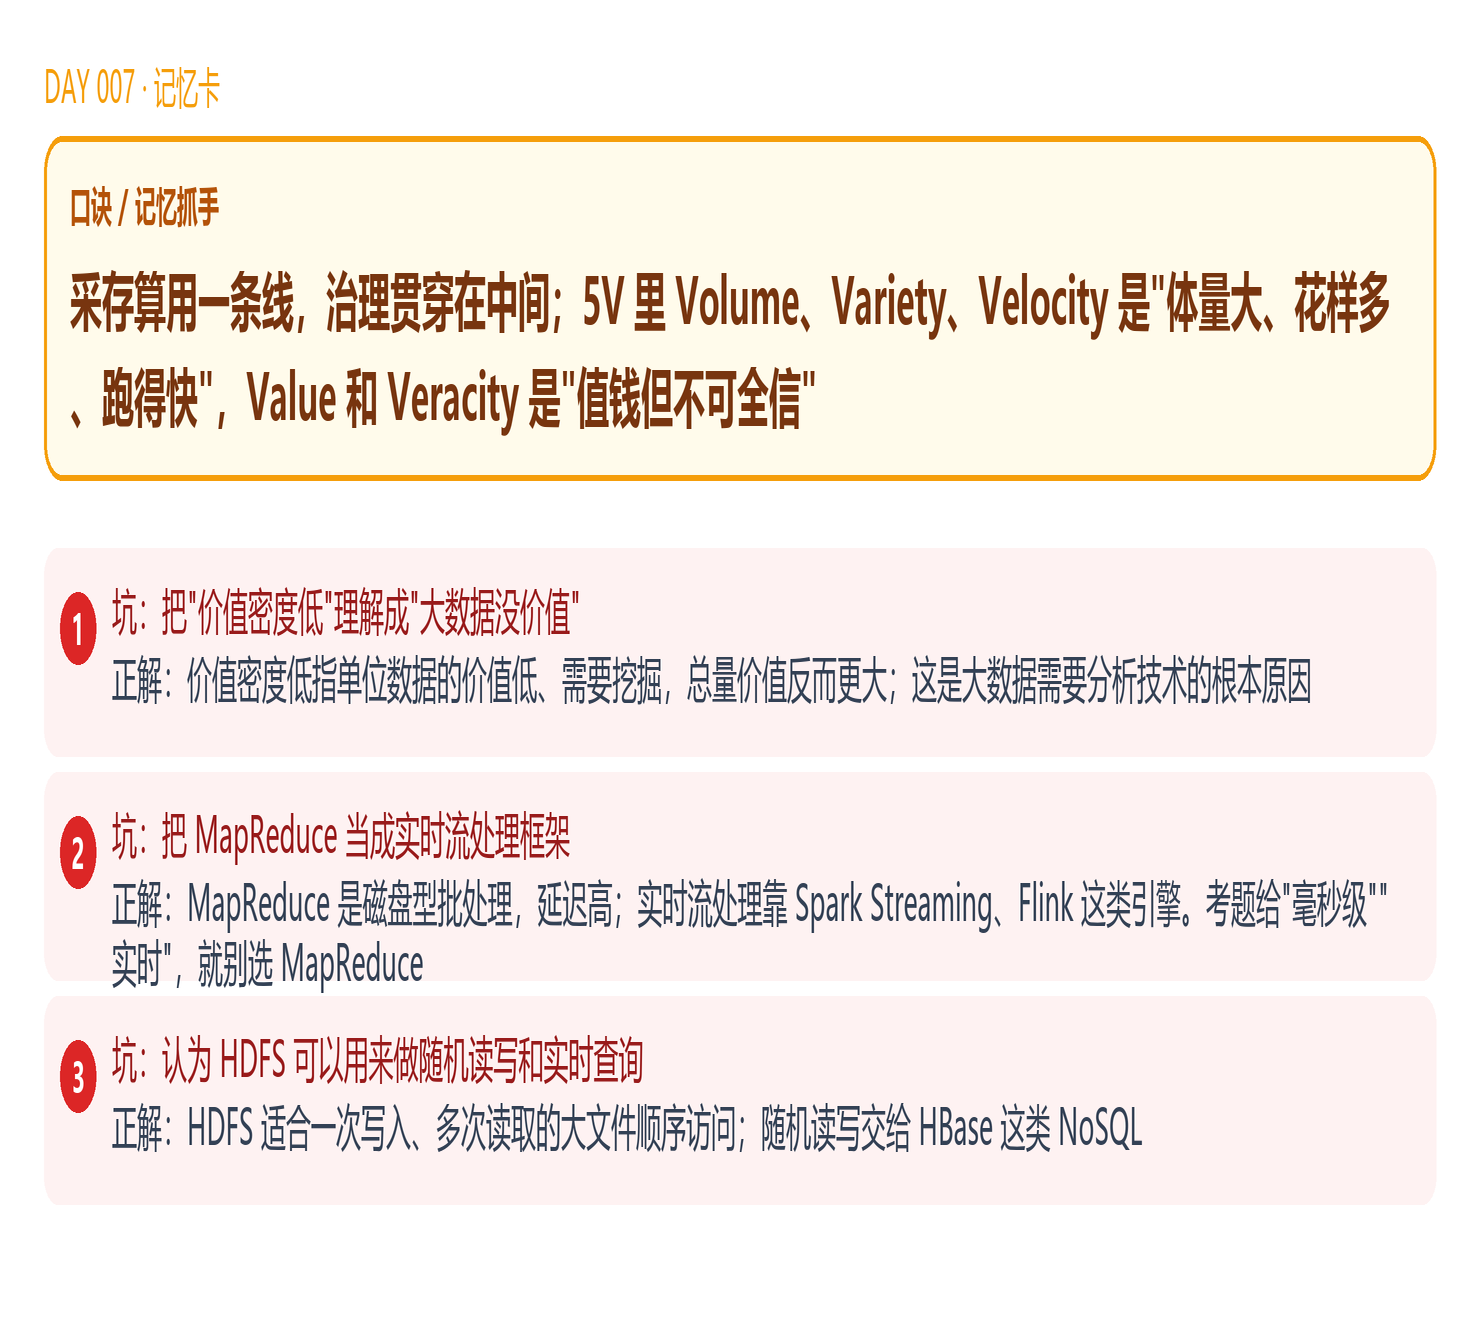 DAY 007 · 记忆卡
口诀 / 记忆抓手
采存算用一条线，治理贯穿在中间；5V 里 Volume、Variety、Velocity 是"体量大、花样多
、跑得快"，Value 和 Veracity 是"值钱但不可全信"
1 坑：把"价值密度低"理解成"大数据没价值"
正解：价值密度低指单位数据的价值低、需要挖掘，总量价值反而更大；这是大数据需要分析技术的根本原因
2 坑：把 MapReduce 当成实时流处理框架
正解：MapReduce 是磁盘型批处理，延迟高；实时流处理靠 Spark Streaming、Flink 这类引擎。考题给"毫秒级""
实时"，就别选 MapReduce
3 坑：认为 HDFS 可以用来做随机读写和实时查询
正解：HDFS 适合一次写入、多次读取的大文件顺序访问；随机读写交给 HBase 这类 NoSQL